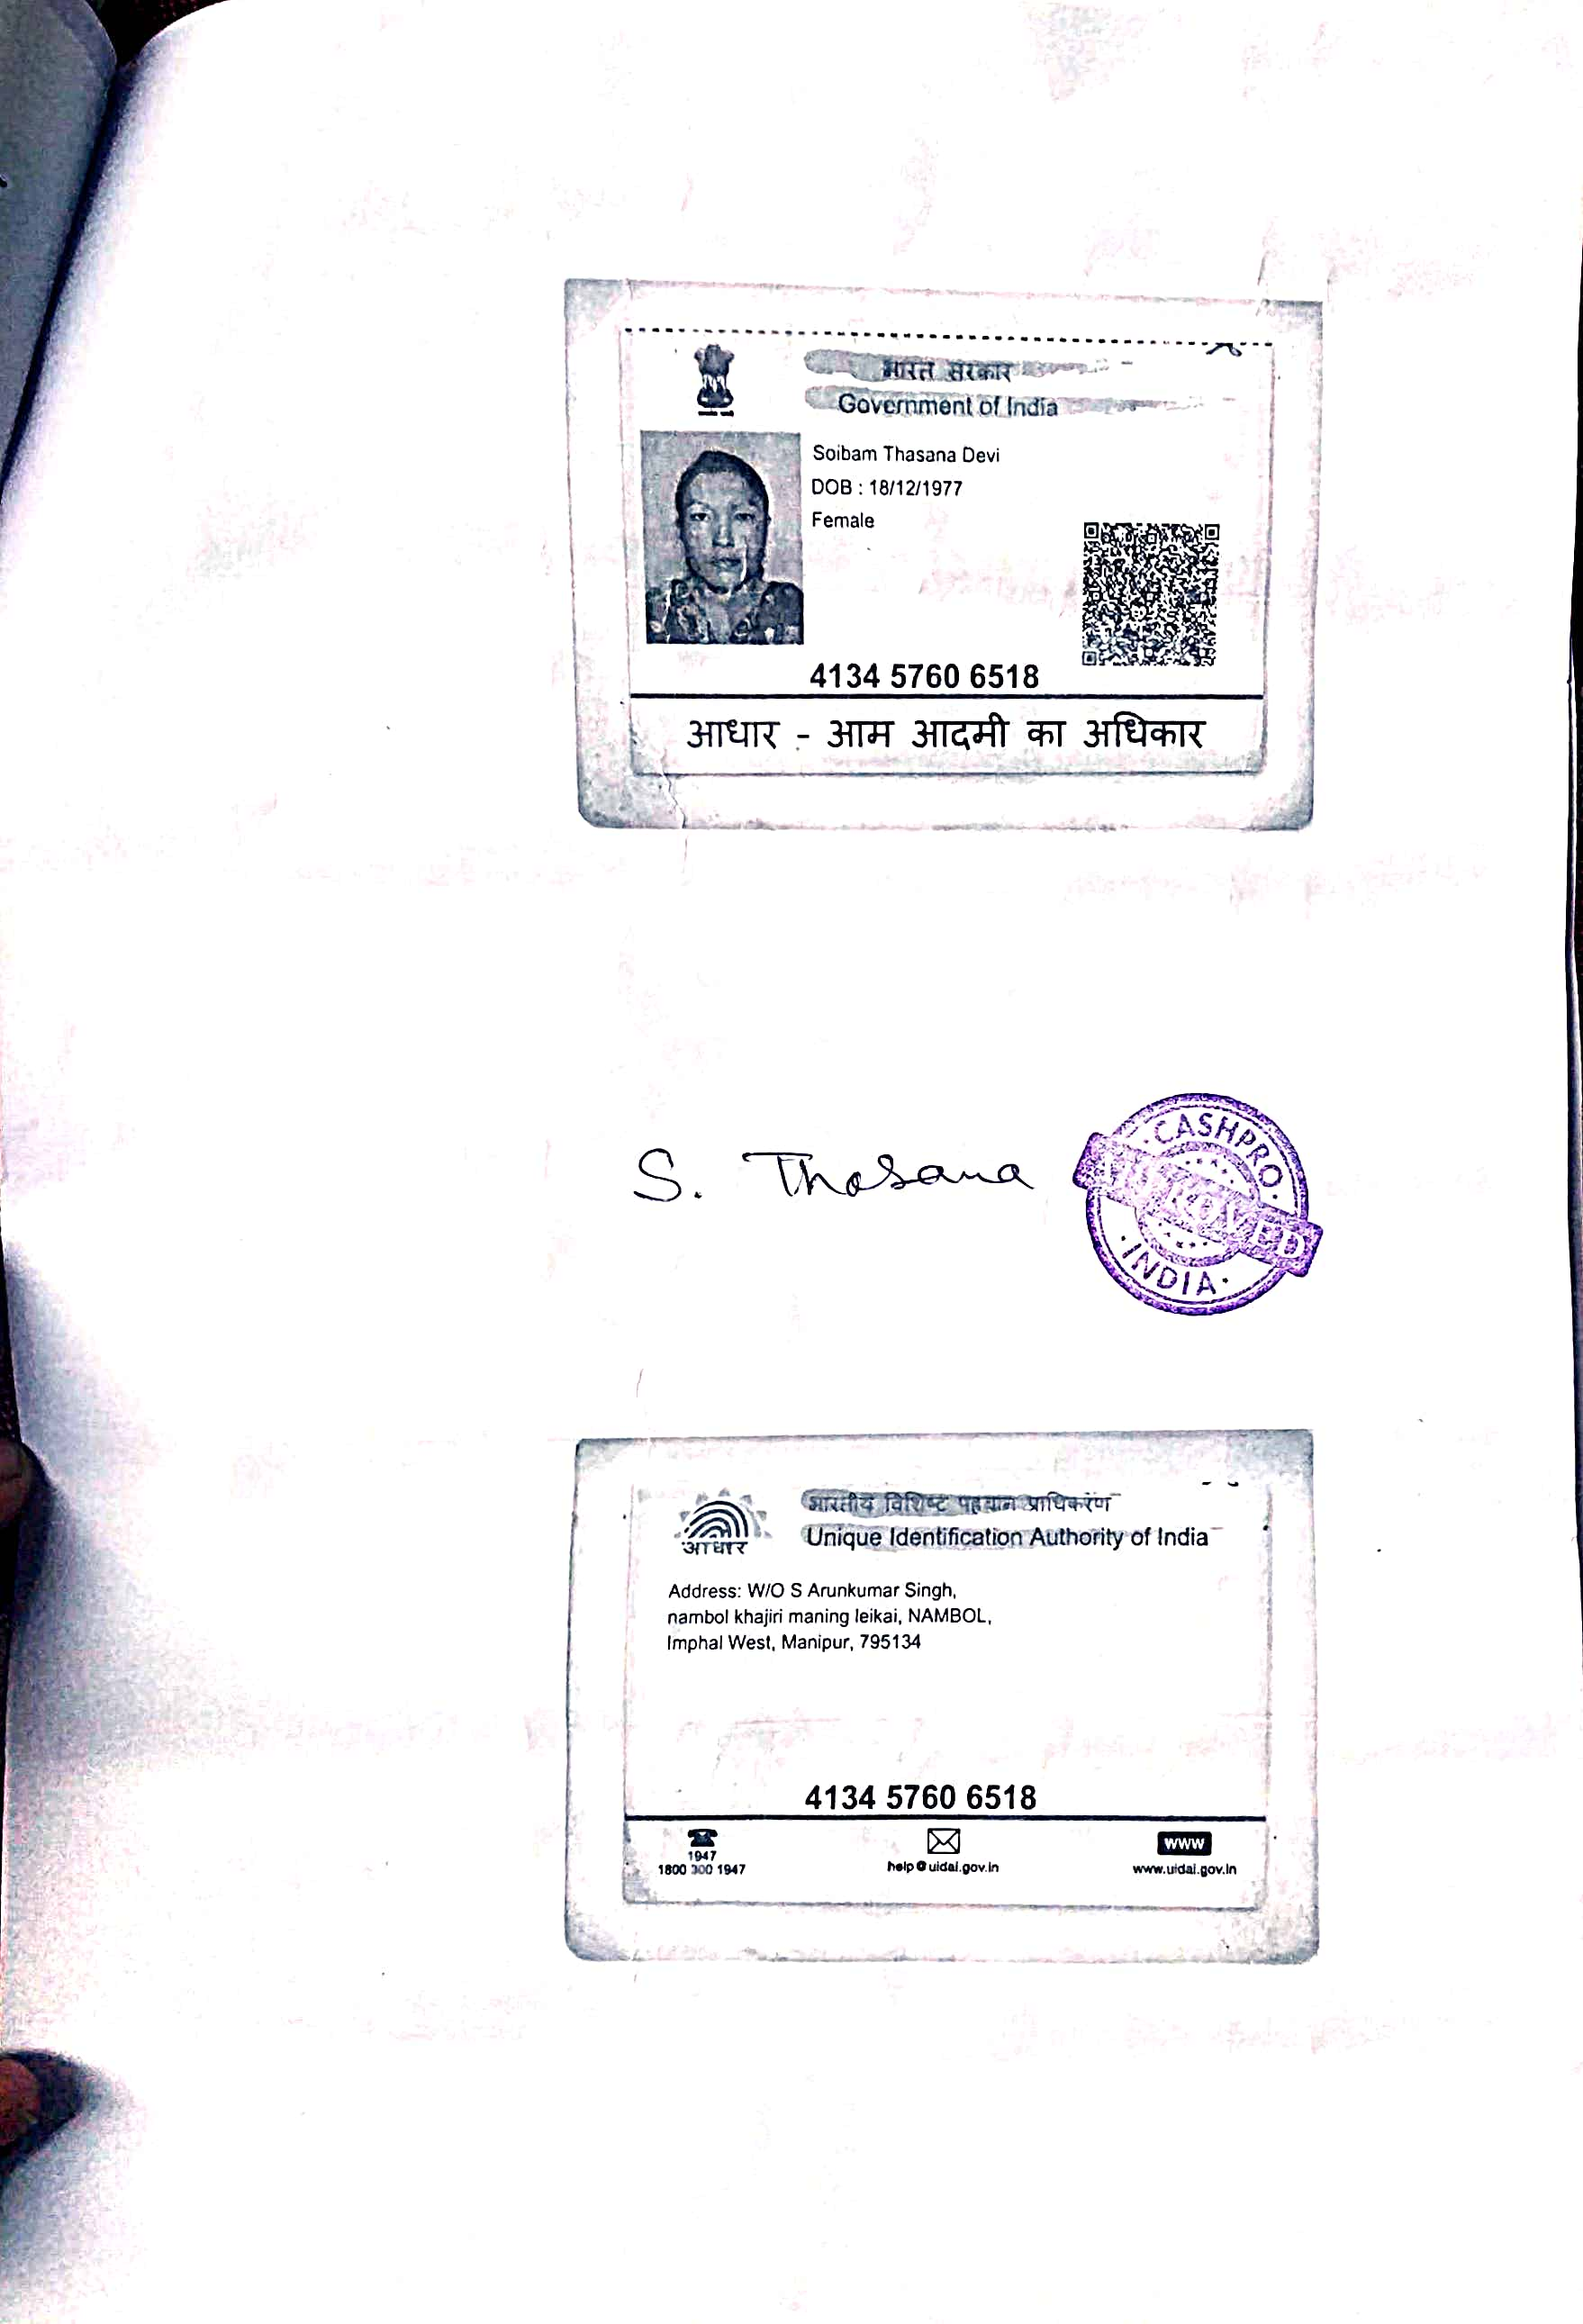 भारत सरकार
Government of India
Soibam Thasana Devi
DOB : 18/12/1977
Female
4134 5760 6518
आधार - आम आदमी का अधिकार
S. Thasana
CASHPRO
INDIA
भारतीय विशिष्ट पहचान प्राधिकरण
Unique Identification Authority of India
आधार
Address: W/O S Arunkumar Singh,
nambol khajiri maning leikai, NAMBOL,
Imphal West, Manipur, 795134
4134 5760 6518
1947
1800 300 1947
help@uidai.gov.in
www
www.uidai.gov.in